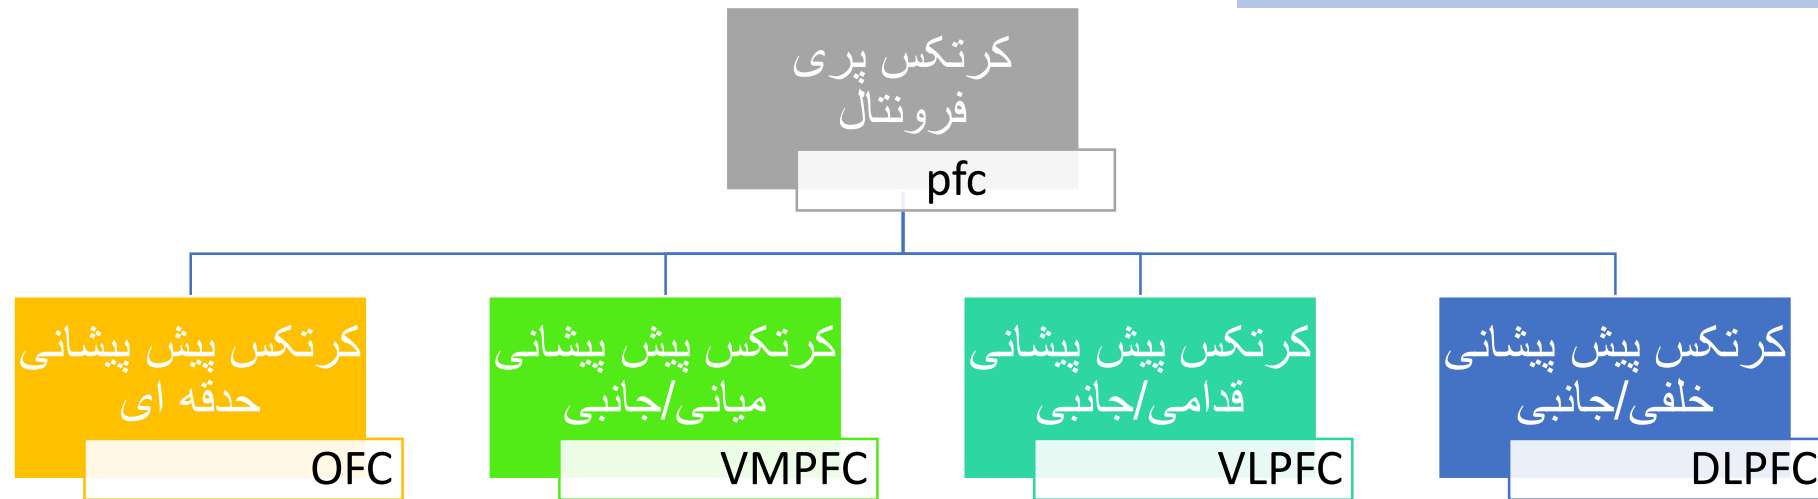 کرتکس پری
فرونتال
pfc
کرتکس پیش پیشانی
حدقه ای
OFC
کرتکس پیش پیشانی
میانی/جانبی
VMPFC
کرتکس پیش پیشانی
قدامی/جانبی
VLPFC
کرتکس پیش پیشانی
خلفی/جانبی
DLPFC